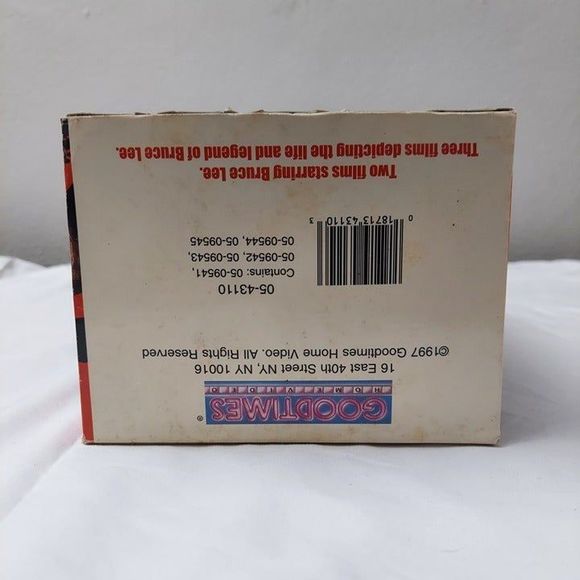 GOODTIMES®
HOME VIDEO
16 East 40th Street NY, NY 10016
©1997 Goodtimes Home Video. All Rights Reserved
05-43110
Contains: 05-09541,
05-09542, 05-09543,
05-09544, 05-09545
0 18713 43110 3
Two films starring Bruce Lee.
Three films depicting the life and legend of Bruce Lee.